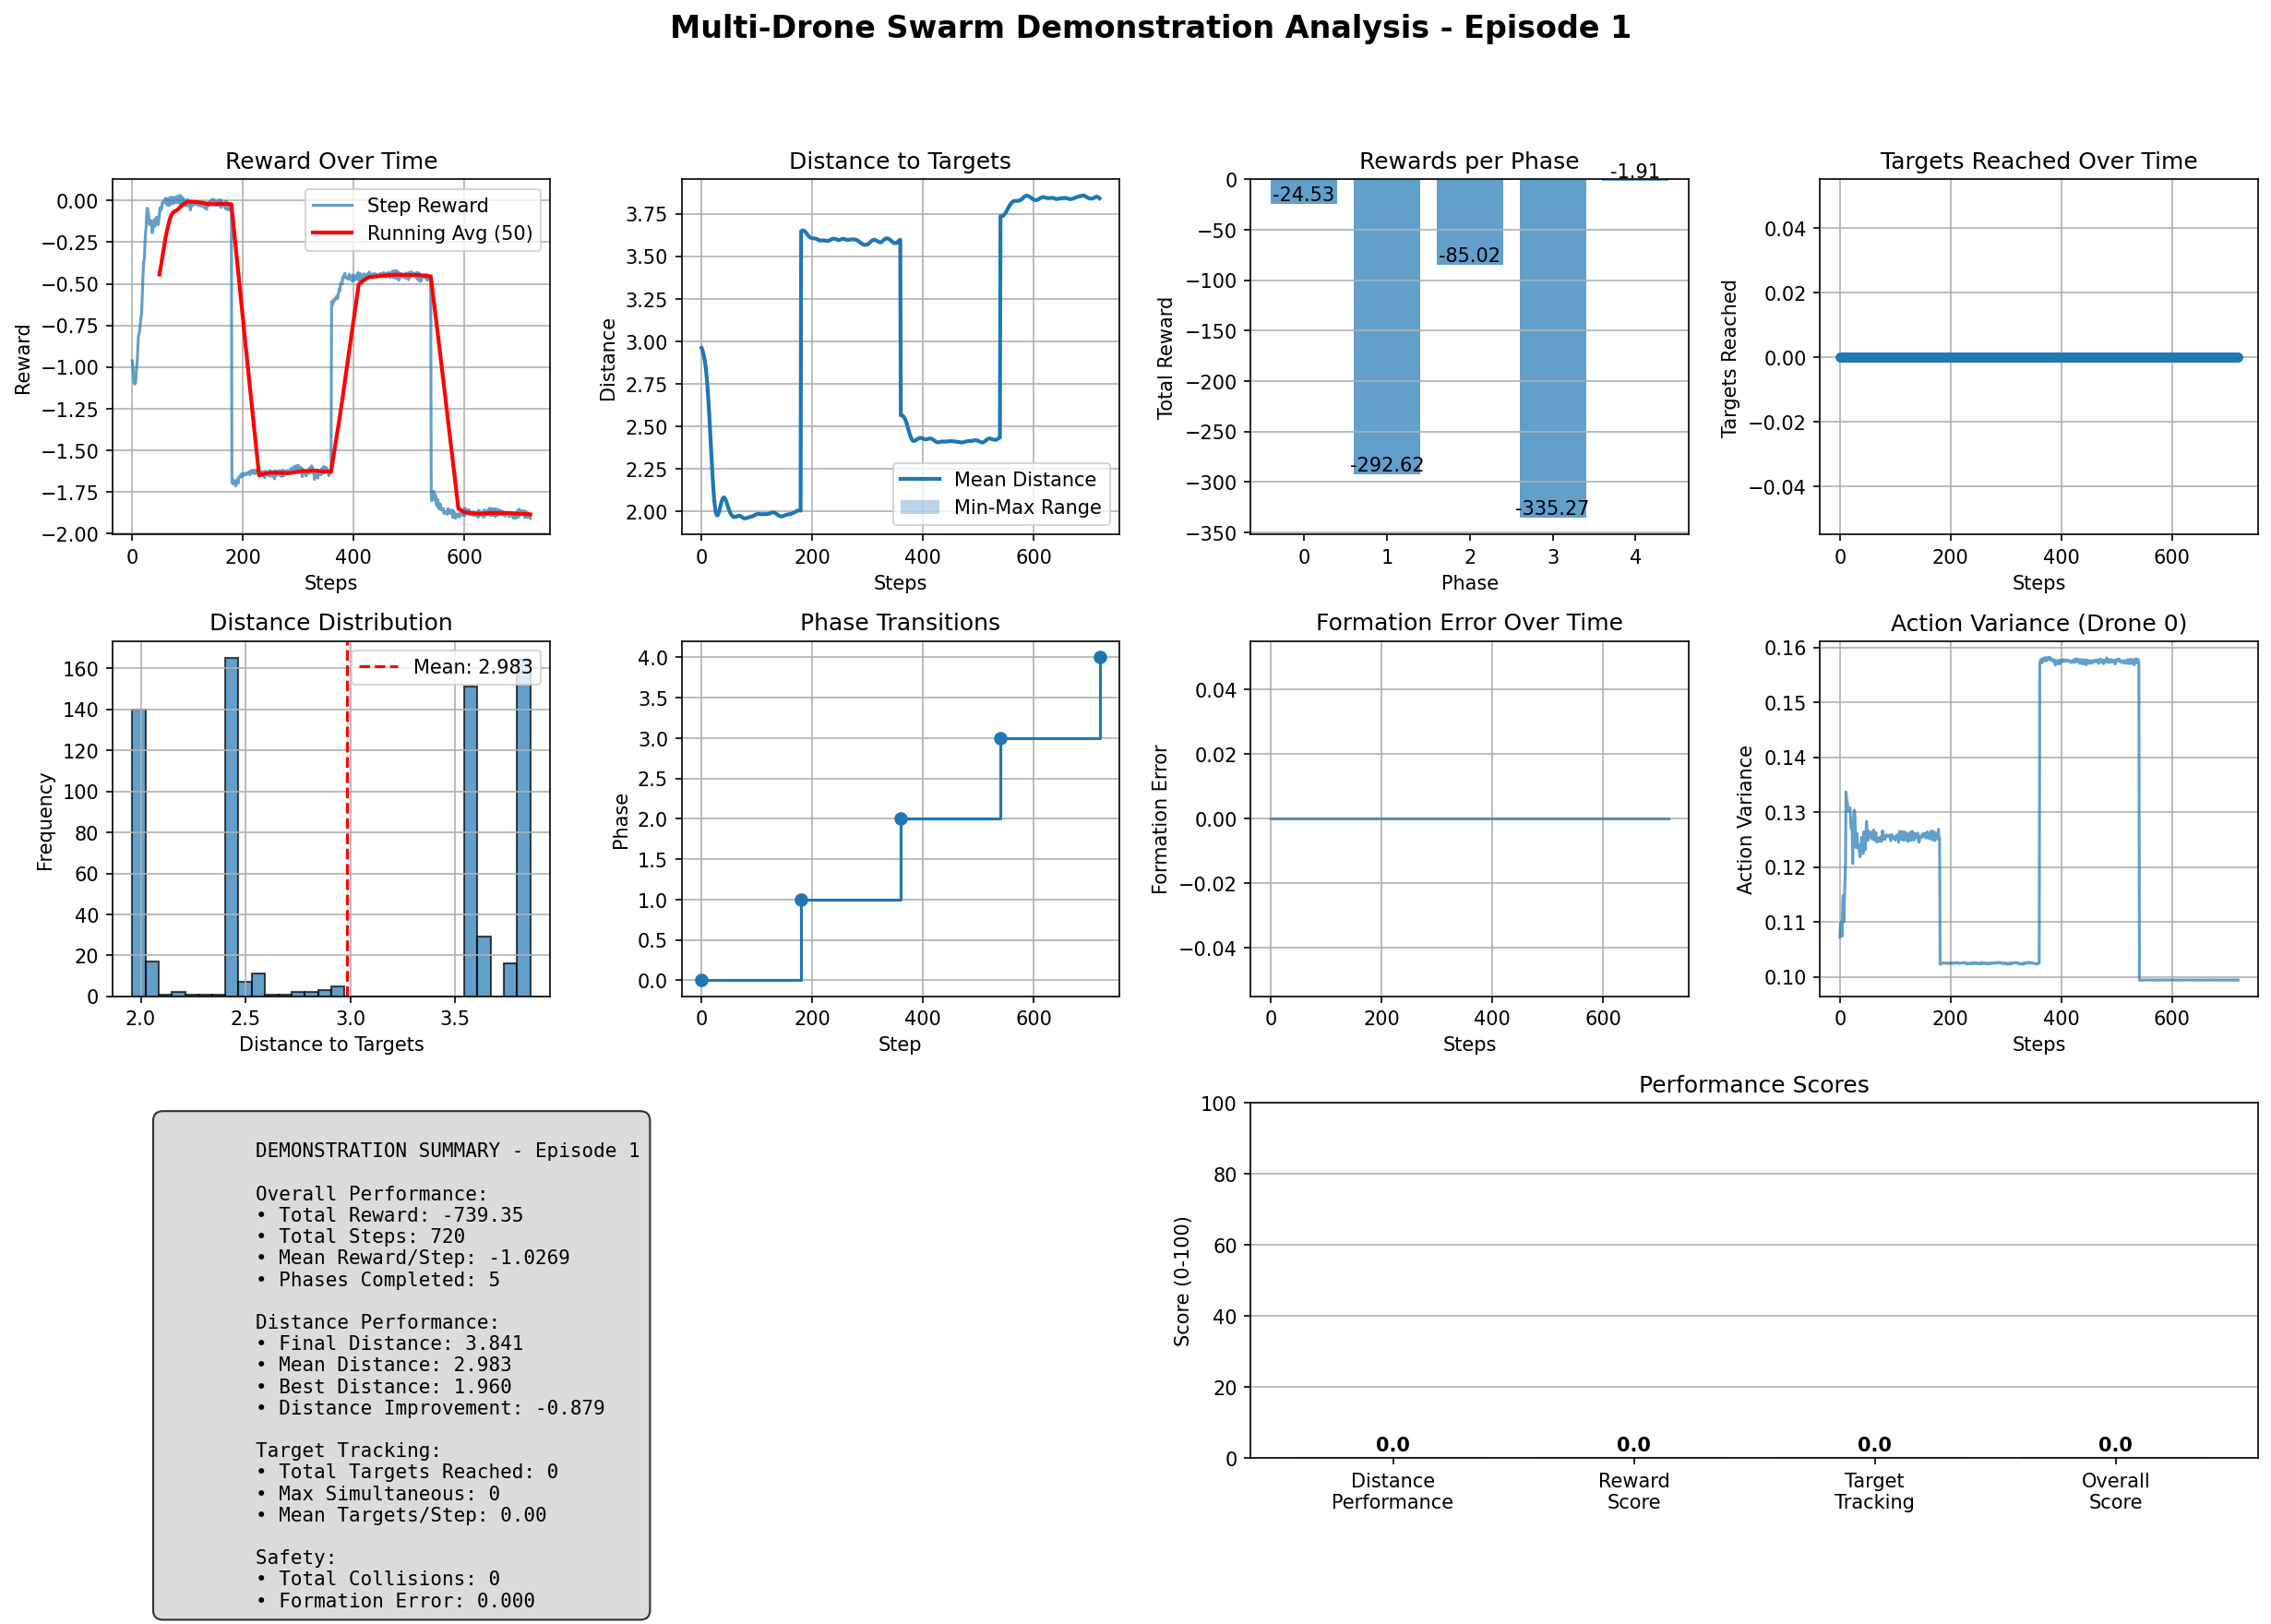 Multi-Drone Swarm Demonstration Analysis - Episode 1
Reward Over Time
Reward
0.00
−0.25
−0.50
−0.75
−1.00
−1.25
−1.50
−1.75
−2.00
Step Reward
Running Avg (50)
0 200 400 600
Steps
Distance to Targets
Distance
3.75
3.50
3.25
3.00
2.75
2.50
2.25
2.00
Mean Distance
Min-Max Range
0 200 400 600
Steps
Rewards per Phase
Total Reward
0
−50
−100
−150
−200
−250
−300
−350
-24.53
-292.62
-85.02
-335.27
-1.91
0 1 2 3 4
Phase
Targets Reached Over Time
Targets Reached
0.04
0.02
0.00
−0.02
−0.04
0 200 400 600
Steps
Distance Distribution
Frequency
160
140
120
100
80
60
40
20
0
Mean: 2.983
2.0 2.5 3.0 3.5
Distance to Targets
Phase Transitions
Phase
4.0
3.5
3.0
2.5
2.0
1.5
1.0
0.5
0.0
0 200 400 600
Step
Formation Error Over Time
Formation Error
0.04
0.02
0.00
−0.02
−0.04
0 200 400 600
Steps
Action Variance (Drone 0)
Action Variance
0.16
0.15
0.14
0.13
0.12
0.11
0.10
0 200 400 600
Steps
DEMONSTRATION SUMMARY - Episode 1
Overall Performance:
• Total Reward: -739.35
• Total Steps: 720
• Mean Reward/Step: -1.0269
• Phases Completed: 5
Distance Performance:
• Final Distance: 3.841
• Mean Distance: 2.983
• Best Distance: 1.960
• Distance Improvement: -0.879
Target Tracking:
• Total Targets Reached: 0
• Max Simultaneous: 0
• Mean Targets/Step: 0.00
Safety:
• Total Collisions: 0
• Formation Error: 0.000
Performance Scores
Score (0-100)
100
80
60
40
20
0
0.0 0.0 0.0 0.0
Distance
Performance
Reward
Score
Target
Tracking
Overall
Score